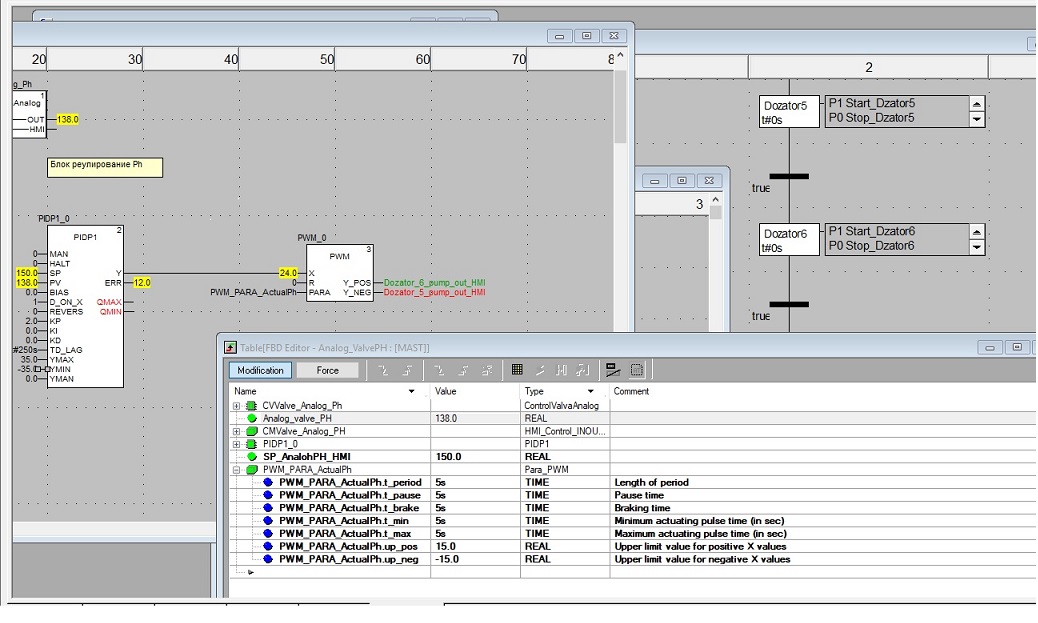 20 30 40 50 60 70 8
g_Ph
Analog 1
OUT 138.0
HMI
Блок реулирование Ph
PIDP1_0
PIDP1 2
0 MAN
0 HALT
150.0 SP Y
138.0 PV ERR 12.0
0.0 BIAS
1 D_ON_X QMAX
0 REVERS QMIN
2.0 KP
0.0 KI
0.0 KD
#250s TD_LAG
35.0 YMAX
-35.0 YMIN
0.0 YMAN
PWM_0
PWM 3
24.0 X
0 R Y_POS Dozator_6_pump_out_HMI
PWM_PARA_ActualPh PARA Y_NEG Dozator_5_pump_out_HMI
2
Dozator5
t#0s
P1 Start_Dzator5
P0 Stop_Dzator5
true
3
Dozator6
t#0s
P1 Start_Dzator6
P0 Stop_Dzator6
true
Table[FBD Editor - Analog_ValvePH : [MAST]]
Modification Force
Name Value Type Comment
CVValve_Analog_Ph ControlValvaAnalog
Analog_valve_PH 138.0 REAL
CMValve_Analog_PH HMI_Control_INOU...
PIDP1_0 PIDP1
SP_AnalohPH_HMI 150.0 REAL
PWM_PARA_ActualPh Para_PWM
PWM_PARA_ActualPh.t_period 5s TIME Length of period
PWM_PARA_ActualPh.t_pause 5s TIME Pause time
PWM_PARA_ActualPh.t_brake 5s TIME Braking time
PWM_PARA_ActualPh.t_min 5s TIME Minimum actuating pulse time (in sec)
PWM_PARA_ActualPh.t_max 5s TIME Maximum actuating pulse time (in sec)
PWM_PARA_ActualPh.up_pos 15.0 REAL Upper limit value for positive X values
PWM_PARA_ActualPh.up_neg -15.0 REAL Upper limit value for negative X values